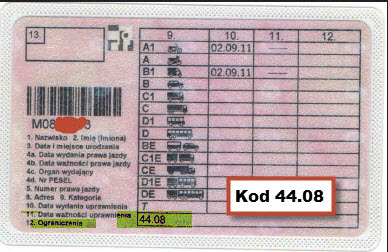 13.
9. 10. 11. 12.
A1 02.09.11 —
A
B1 02.09.11 —
B
C1
C
D1
D
BE
C1E
CE
D1E
DE
T
M08 3
1. Nazwisko 2. Imię (Imiona)
3. Data i miejsce urodzenia
4a. Data wydania prawa jazdy
4b. Data ważności prawa jazdy
4c. Organ wydający
4d. Nr PESEL
5. Numer prawa jazdy
8. Adres 9. Kategorie
10. Data wydania uprawnienia
11. Data ważności uprawnienia
12. Ograniczenia
44.08
Kod 44.08